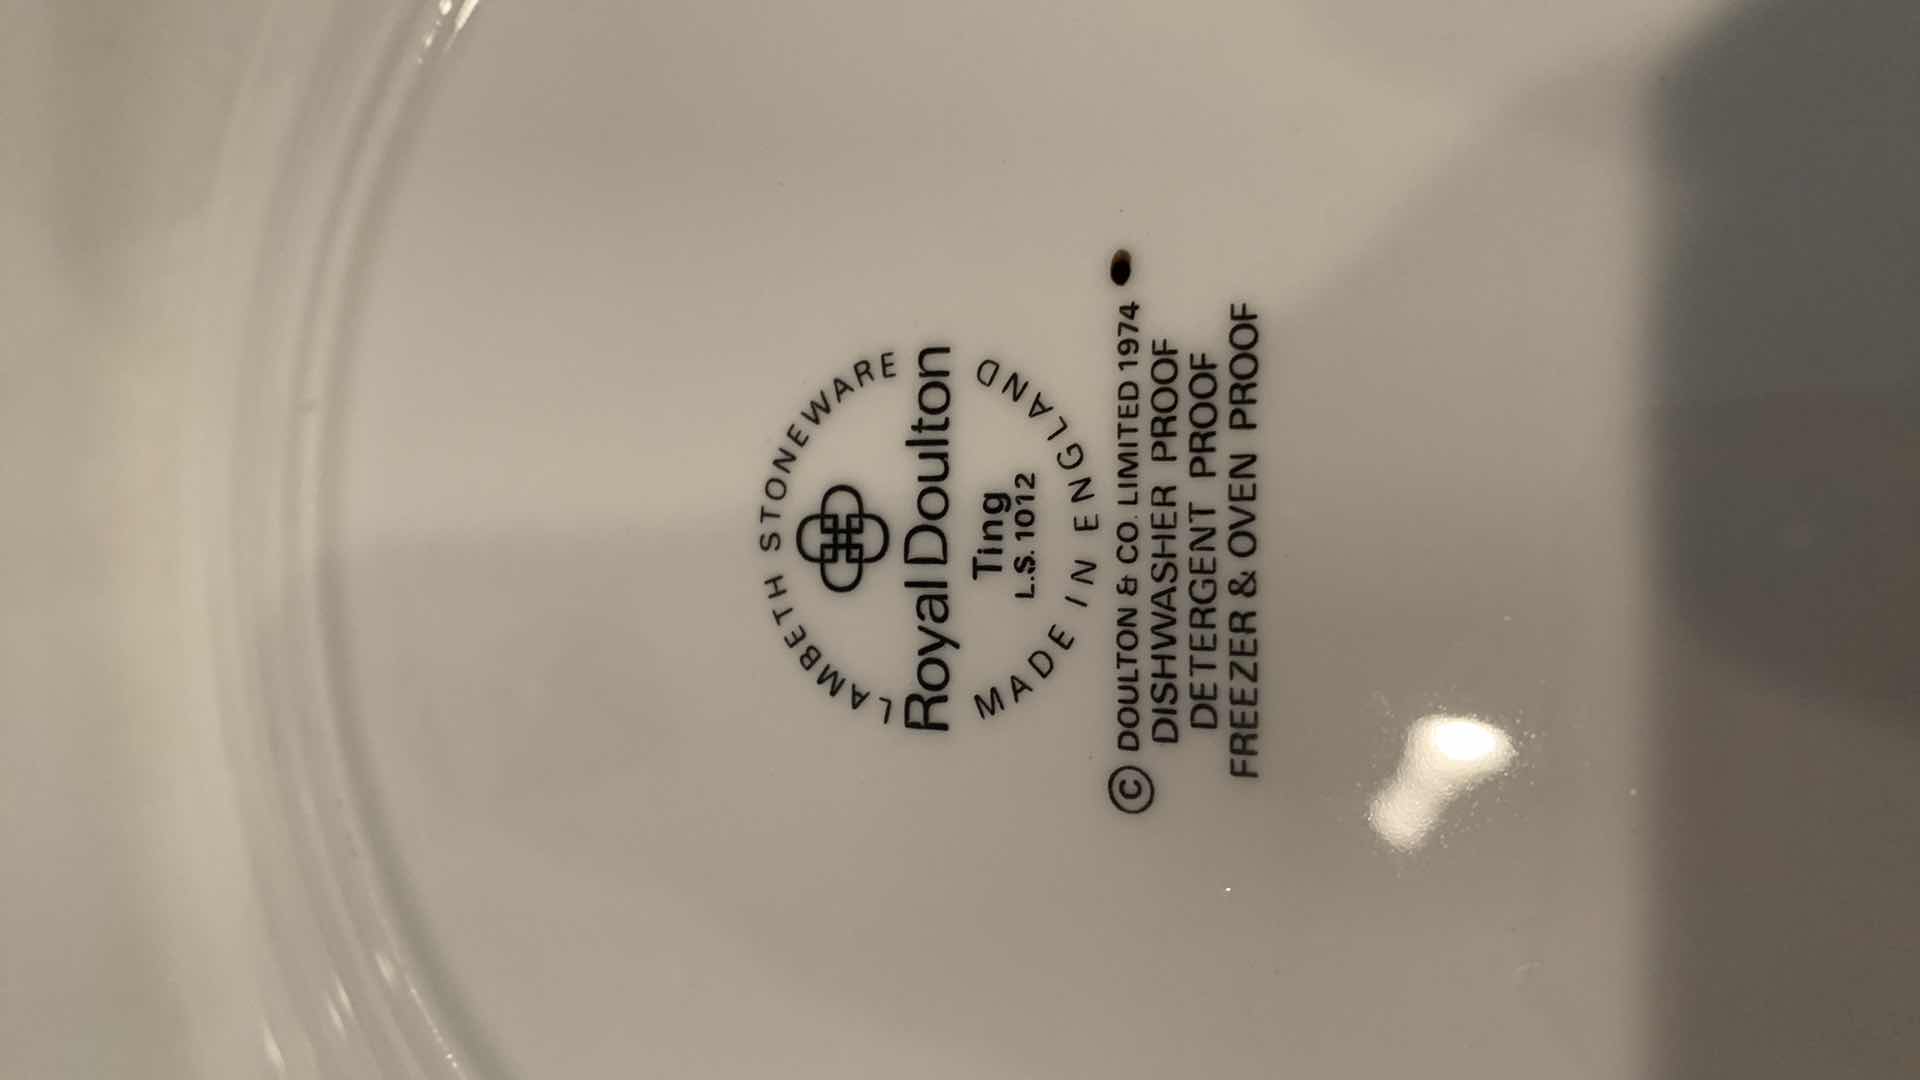 LAMBETH STONEWARE
Royal Doulton
Ting
L.S. 1012
MADE IN ENGLAND
© DOULTON & CO. LIMITED 1974
DISHWASHER PROOF
DETERGENT PROOF
FREEZER & OVEN PROOF